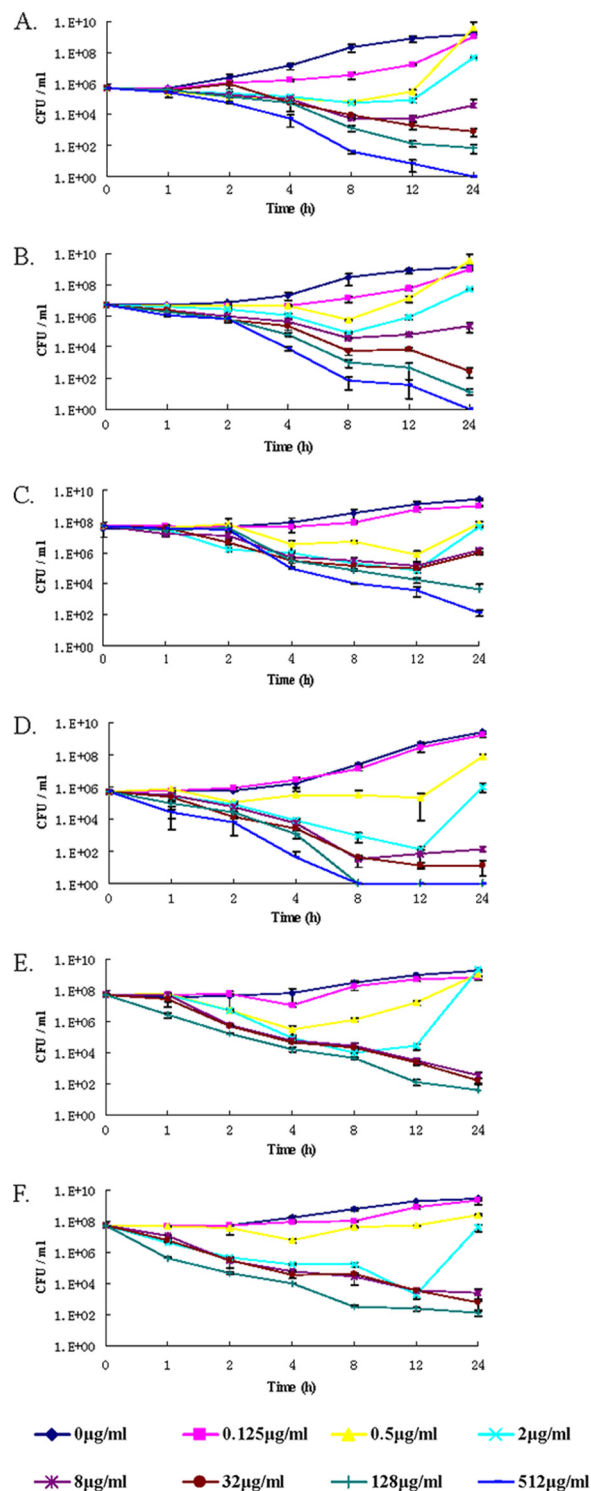 A.
1.E+10
1.E+08
1.E+06
1.E+04
1.E+02
1.E+00
CFU / ml
0 1 2 4 8 12 24
Time (h)
B.
1.E+10
1.E+08
1.E+06
1.E+04
1.E+02
1.E+00
CFU / ml
0 1 2 4 8 12 24
Time (h)
C.
1.E+10
1.E+08
1.E+06
1.E+04
1.E+02
1.E+00
CFU / ml
0 1 2 4 8 12 24
Time (h)
D.
1.E+10
1.E+08
1.E+06
1.E+04
1.E+02
1.E+00
CFU / ml
0 1 2 4 8 12 24
Time (h)
E.
1.E+10
1.E+08
1.E+06
1.E+04
1.E+02
1.E+00
CFU / ml
0 1 2 4 8 12 24
Time (h)
F.
1.E+10
1.E+08
1.E+06
1.E+04
1.E+02
1.E+00
CFU / ml
0 1 2 4 8 12 24
Time (h)
0μg/ml 0.125μg/ml 0.5μg/ml 2μg/ml
8μg/ml 32μg/ml 128μg/ml 512μg/ml